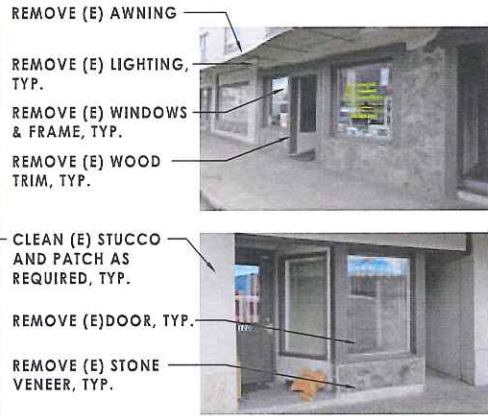 REMOVE (E) AWNING
REMOVE (E) LIGHTING,
TYP.
REMOVE (E) WINDOWS
& FRAME, TYP.
REMOVE (E) WOOD
TRIM, TYP.
CLEAN (E) STUCCO
AND PATCH AS
REQUIRED, TYP.
REMOVE (E)DOOR, TYP.
REMOVE (E) STONE
VENEER, TYP.